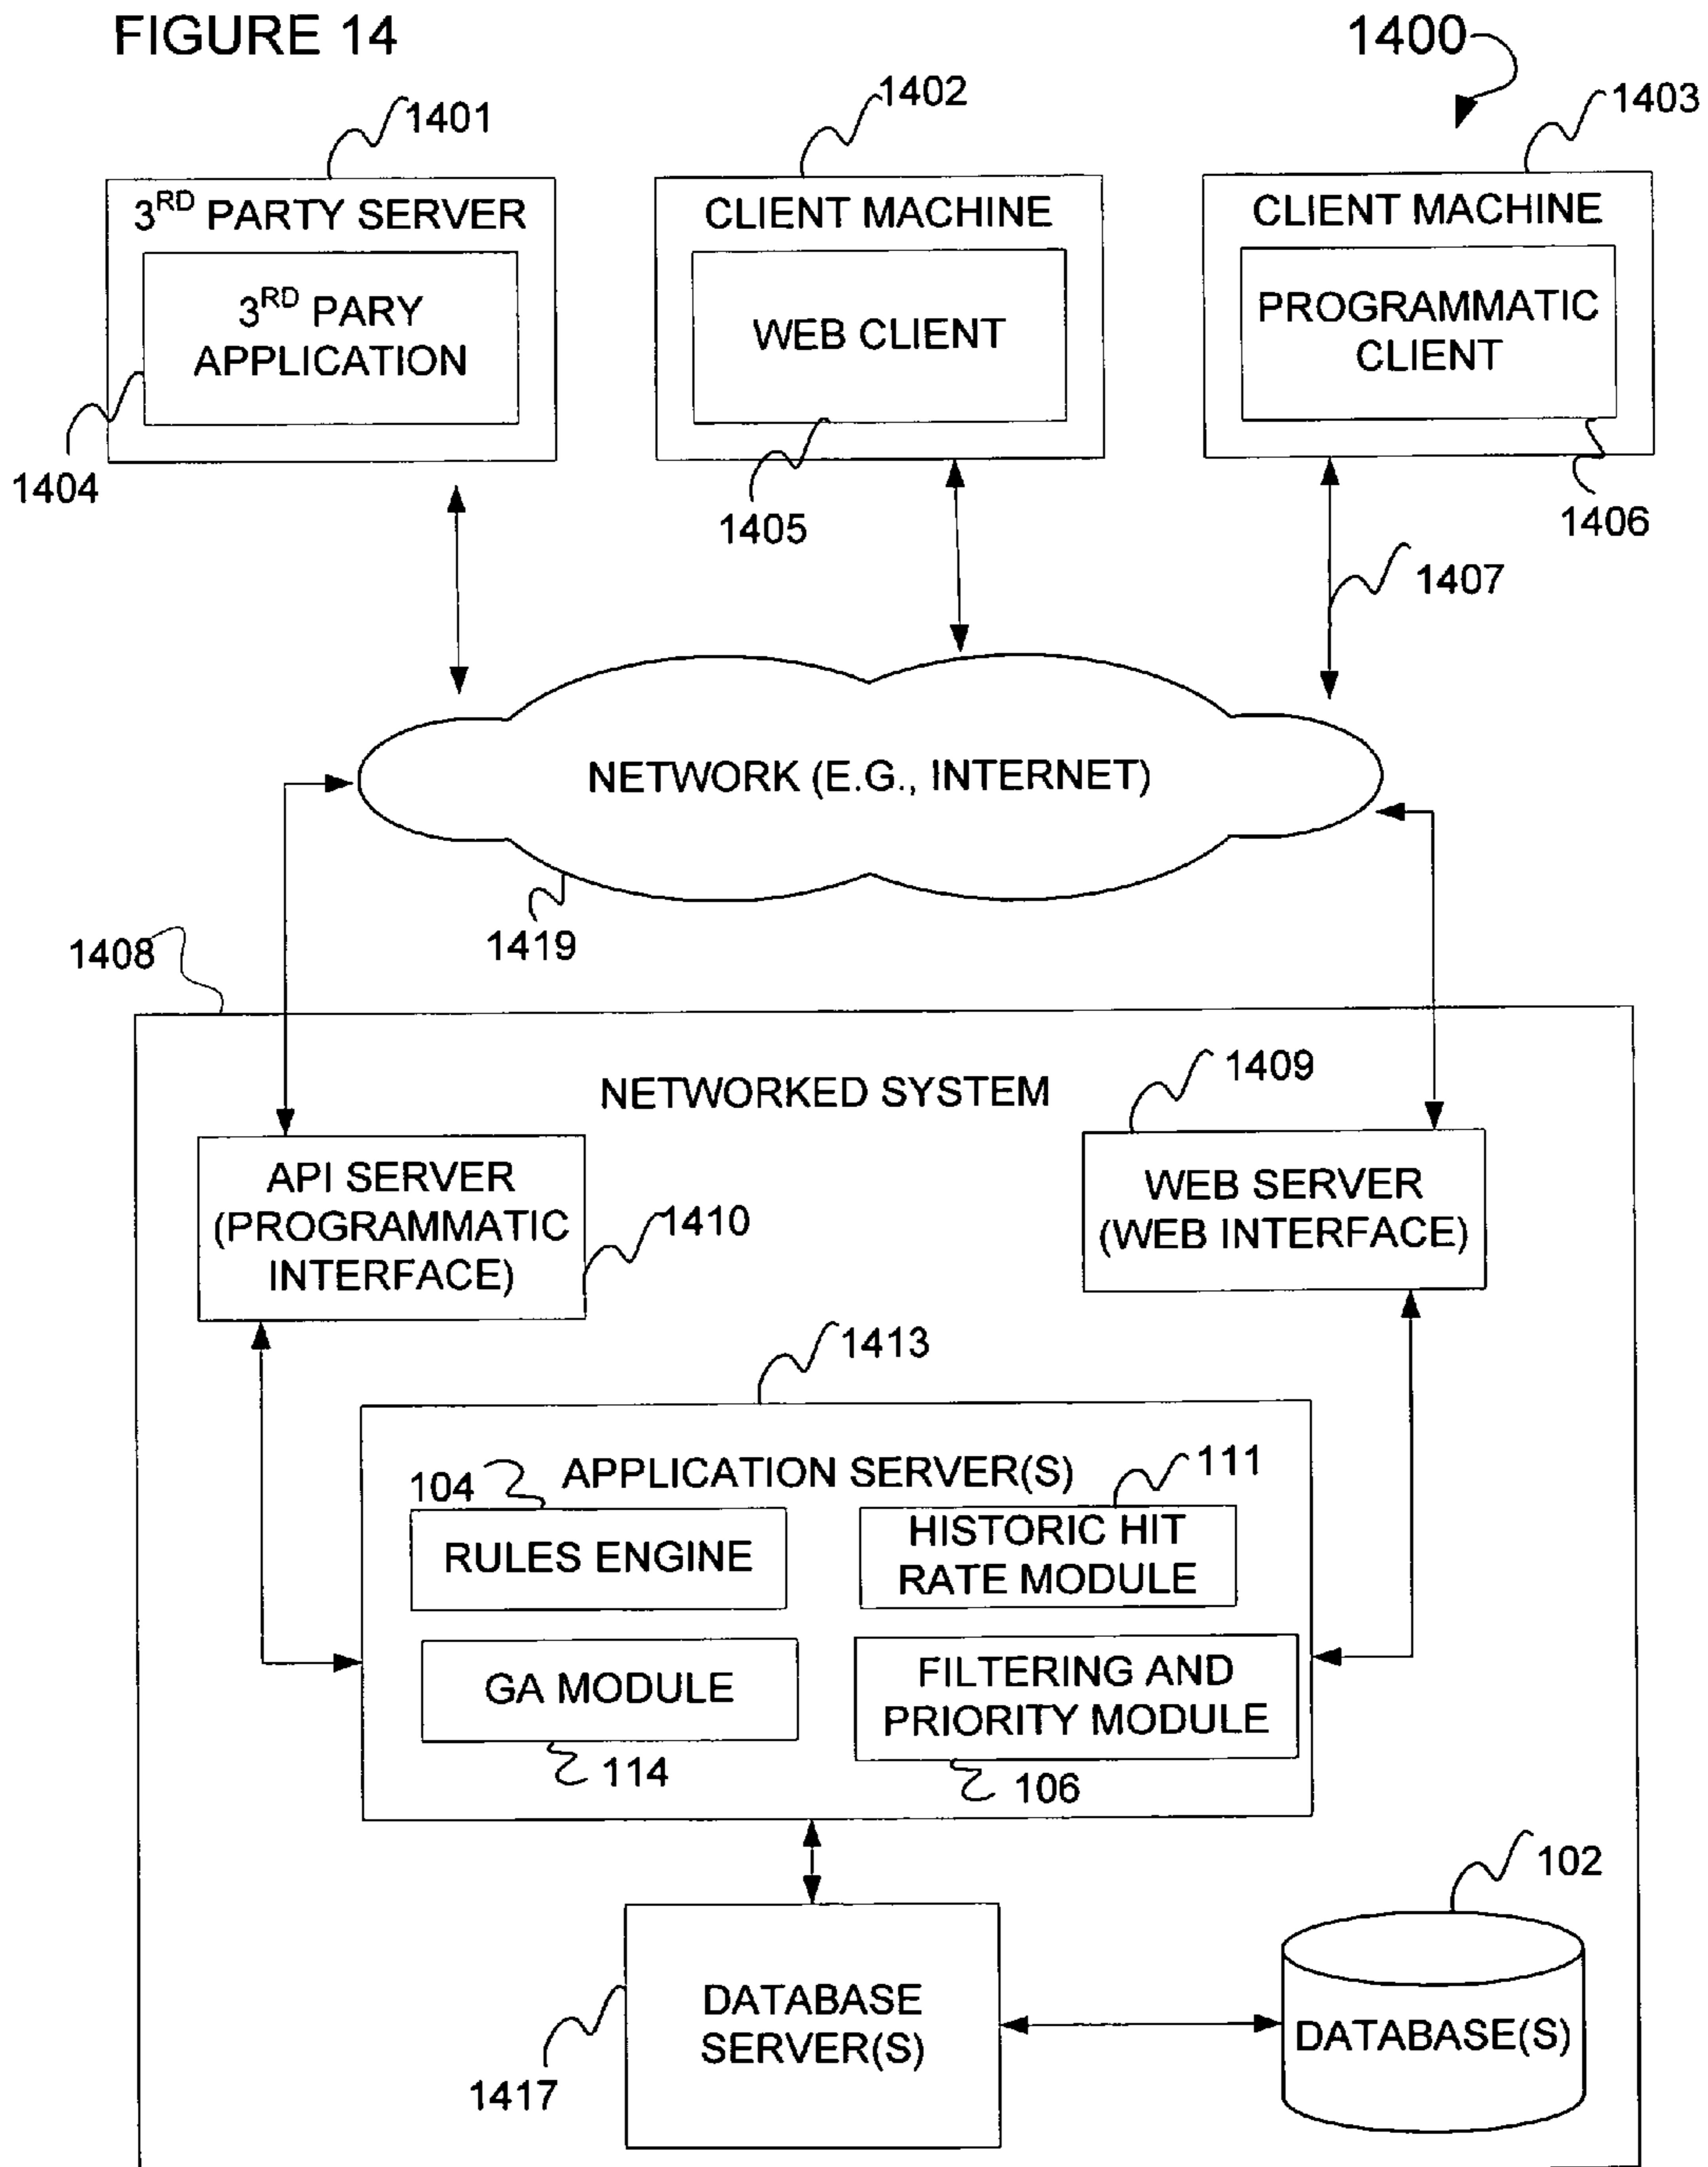 FIGURE 14
1400
1401
1402
1403
3RD PARTY SERVER
3RD PARY
APPLICATION
1404
CLIENT MACHINE
WEB CLIENT
1405
CLIENT MACHINE
PROGRAMMATIC
CLIENT
1406
1407
NETWORK (E.G., INTERNET)
1419
1408
NETWORKED SYSTEM
1409
API SERVER
(PROGRAMMATIC
INTERFACE)
1410
WEB SERVER
(WEB INTERFACE)
1413
APPLICATION SERVER(S)
104
111
RULES ENGINE
HISTORIC HIT
RATE MODULE
GA MODULE
114
FILTERING AND
PRIORITY MODULE
106
102
DATABASE
SERVER(S)
1417
DATABASE(S)